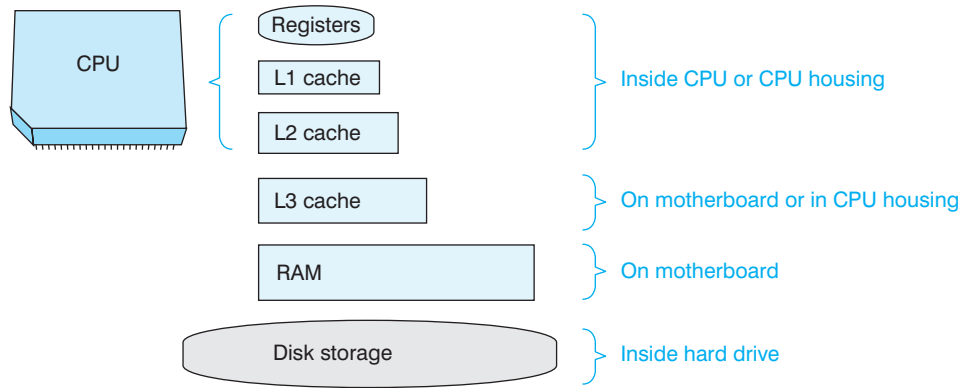 CPU
Registers
L1 cache
L2 cache
Inside CPU or CPU housing
L3 cache
On motherboard or in CPU housing
RAM
On motherboard
Disk storage
Inside hard drive